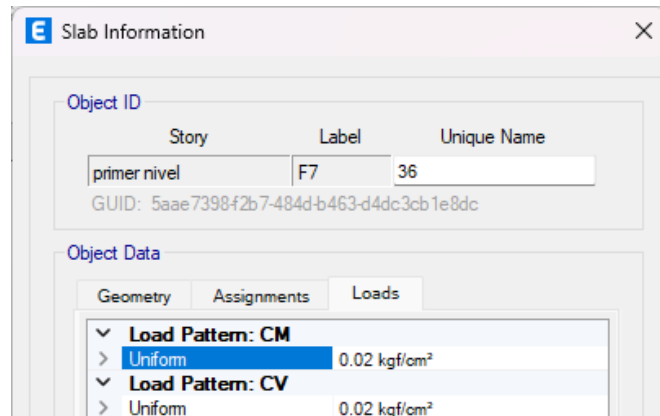 E Slab Information
Object ID
Story Label Unique Name
primer nivel F7 36
GUID: 5aae7398-f2b7-484d-b463-d4dc3cb1e8dc
Object Data
Geometry Assignments Loads
Load Pattern: CM
Uniform 0.02 kgf/cm²
Load Pattern: CV
Uniform 0.02 kgf/cm²